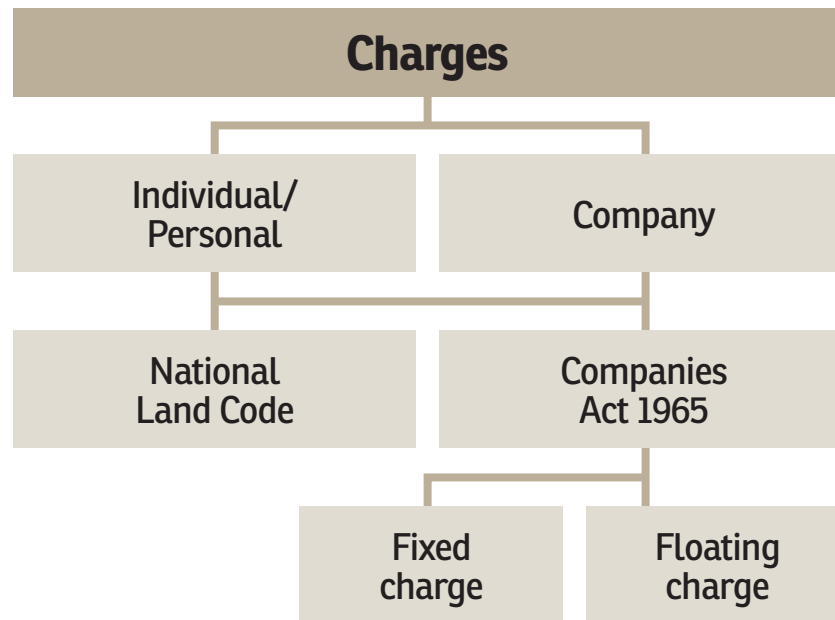 Charges
Individual/
Personal
Company
National
Land Code
Companies
Act 1965
Fixed
charge
Floating
charge